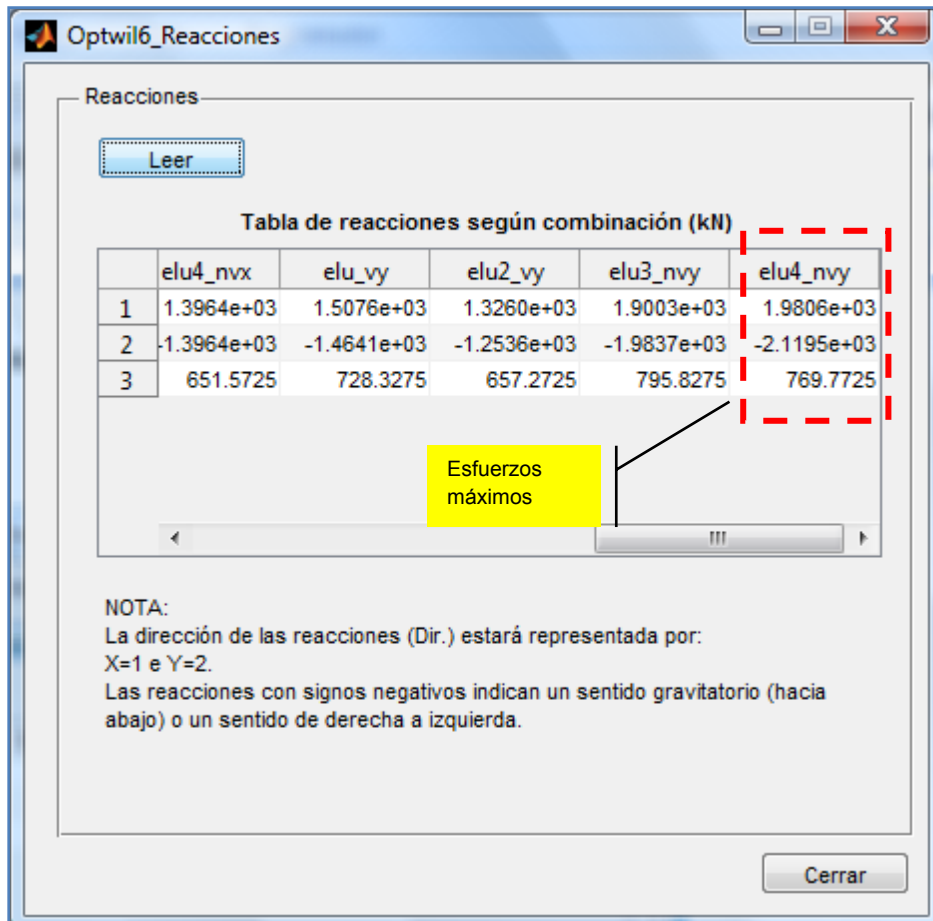 Optwil6_Reacciones
Reacciones
Leer
Tabla de reacciones según combinación (kN)
elu4_nvx elu_vy elu2_vy elu3_nvy elu4_nvy
1 1.3964e+03 1.5076e+03 1.3260e+03 1.9003e+03 1.9806e+03
2 -1.3964e+03 -1.4641e+03 -1.2536e+03 -1.9837e+03 -2.1195e+03
3 651.5725 728.3275 657.2725 795.8275 769.7725
Esfuerzos
máximos
NOTA:
La dirección de las reacciones (Dir.) estará representada por:
X=1 e Y=2.
Las reacciones con signos negativos indican un sentido gravitatorio (hacia
abajo) o un sentido de derecha a izquierda.
Cerrar